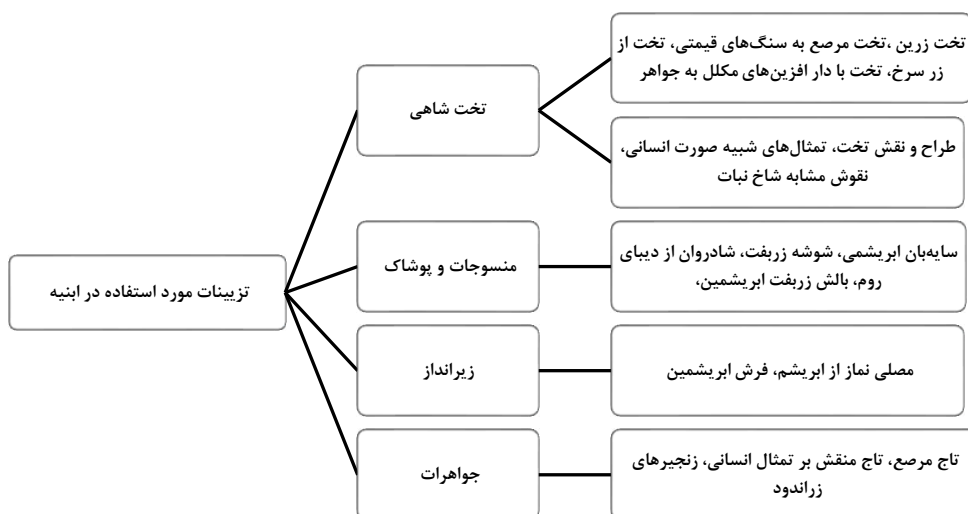 تزیینات مورد استفاده در ابنیه
تخت شاهی
تخت زرین ،تخت مرصع به سنگ‌های قیمتی، تخت از
زر سرخ، تخت با دار افزین‌های مکلل به جواهر
طراح و نقش تخت، تمثال‌های شبیه صورت انسانی،
نقوش مشابه شاخ نبات
منسوجات و پوشاک
سایه‌بان ابریشمی، شوشه زربفت، شادروان از دیبای
روم، بالش زربفت ابریشمین،
زیرانداز
مصلی نماز از ابریشم، فرش ابریشمین
جواهرات
تاج مرصع، تاج منقش بر تمثال انسانی، زنجیرهای
زراندود